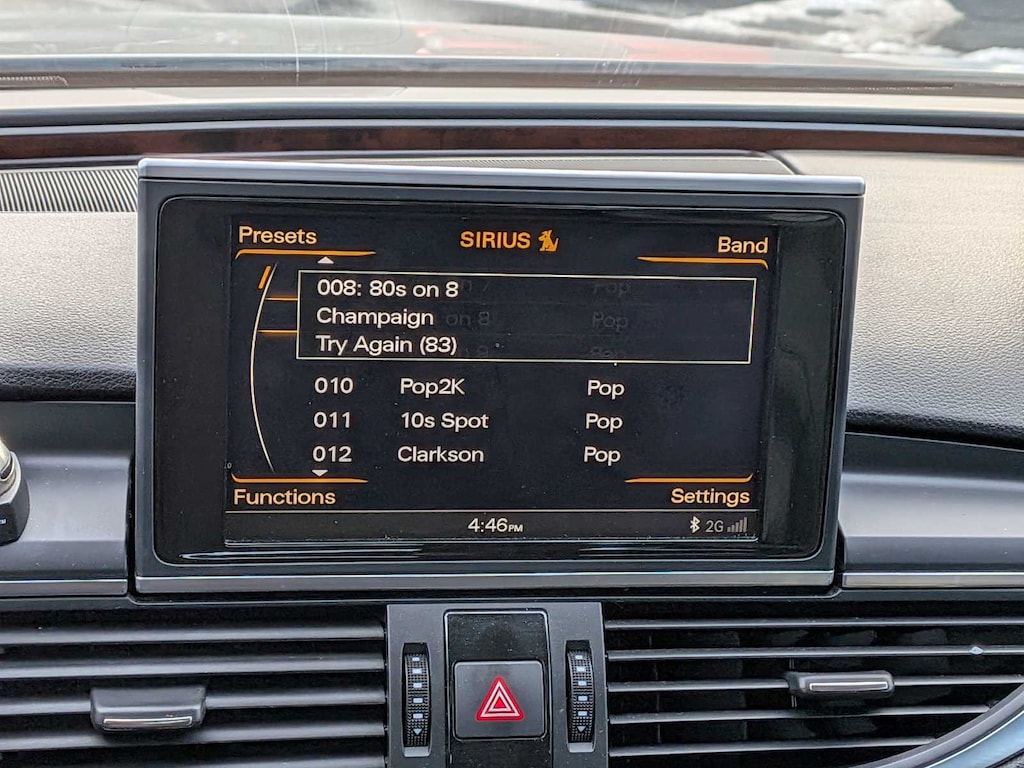 Presets SIRIUS Band
008: 80s on 8
Champaign
Try Again (83)
010 Pop2K Pop
011 10s Spot Pop
012 Clarkson Pop
Functions Settings
4:46PM 2G